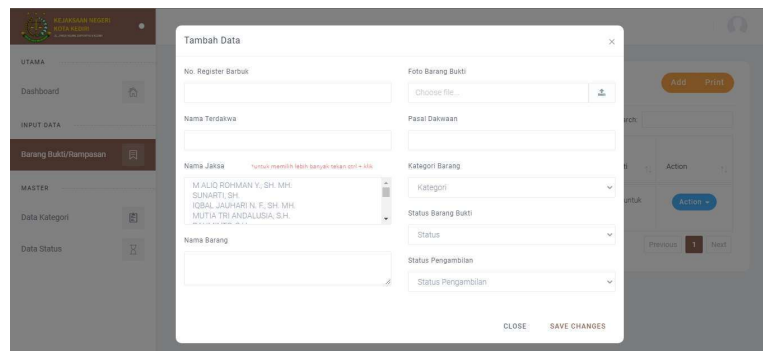 KEJAKSAAN NEGERI
KOTA KEDIRI
UTAMA
Dashboard
INPUT DATA
Barang Bukti/Rampasan
MASTER
Data Kategori
Data Status
Tambah Data
×
No. Register Barbuk
Nama Terdakwa
Nama Jaksa
*untuk memilih lebih banyak tekan ctrl + klik
M.ALIQ ROHMAN Y., SH. MH.
SUNARTI, SH.
IQBAL JAUHARI N. F., SH. MH.
MUTIA TRI ANDALUSIA, S.H.
Nama Barang
Foto Barang Bukti
Choose file...
Pasal Dakwaan
Kategori Barang
Kategori
Status Barang Bukti
Status
Status Pengambilan
Status Pengambilan
CLOSE SAVE CHANGES
Add Print
arch
ti Action
untuk Action
Previous 1 Next